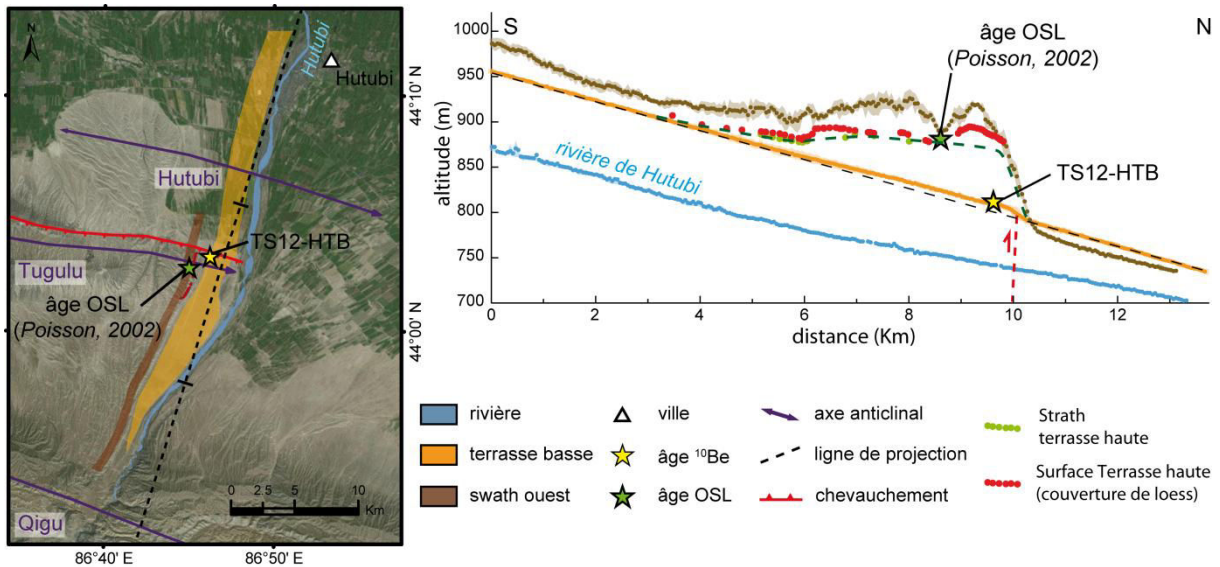 N
Hutubi
Hutubi
Hutubi
TS12-HTB
Tugulu
âge OSL
(Poisson, 2002)
Qigu
0 2.5 5 10
Km
86°40' E
86°50' E
44°10' N
44°00' N
S
N
âge OSL
(Poisson, 2002)
TS12-HTB
rivière de Hutubi
altitude (m)
1000
950
900
850
800
750
700
0 2 4 6 8 10 12
distance (Km)
rivière
terrasse basse
swath ouest
ville
âge ¹⁰Be
âge OSL
axe anticlinal
ligne de projection
chevauchement
Strath
terrasse haute
Surface Terrasse haute
(couverture de loess)